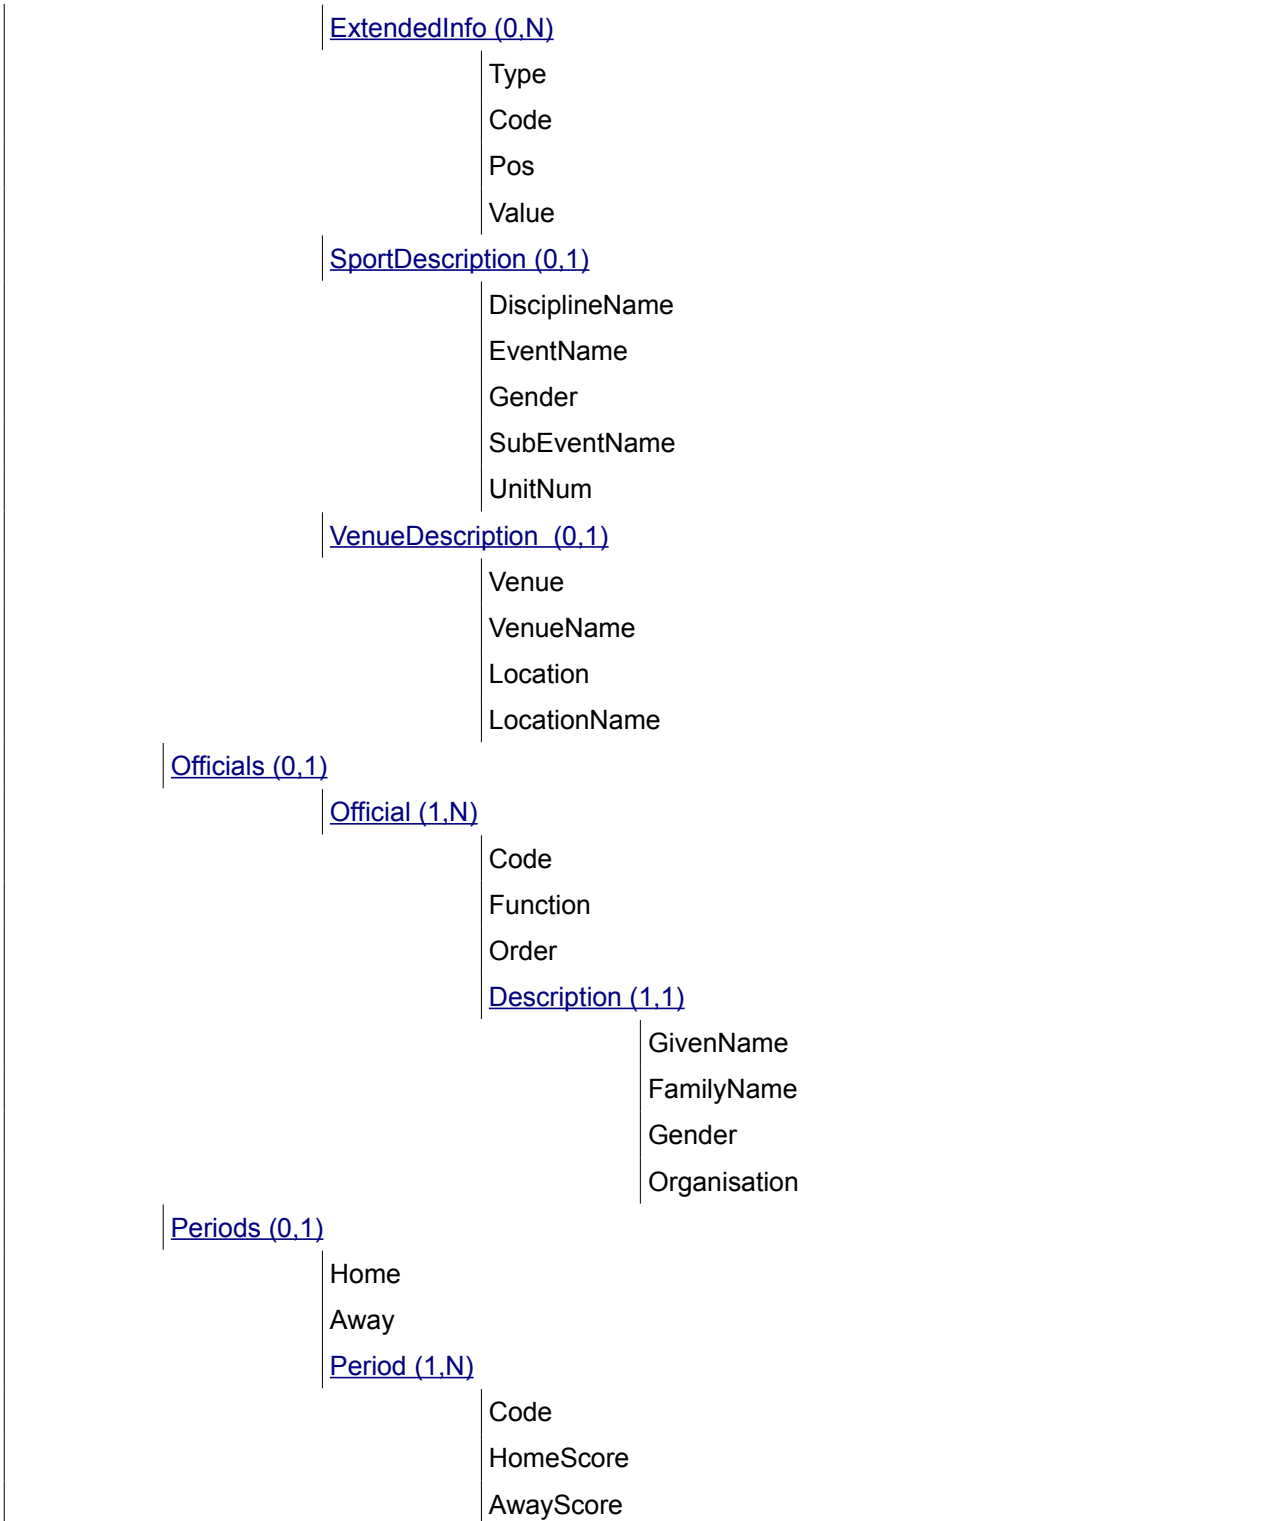 ExtendedInfo (0,N)
Type
Code
Pos
Value
SportDescription (0,1)
DisciplineName
EventName
Gender
SubEventName
UnitNum
VenueDescription  (0,1)
Venue
VenueName
Location
LocationName
Officials (0,1)
Official (1,N)
Code
Function
Order
Description (1,1)
GivenName
FamilyName
Gender
Organisation
Periods (0,1)
Home
Away
Period (1,N)
Code
HomeScore
AwayScore